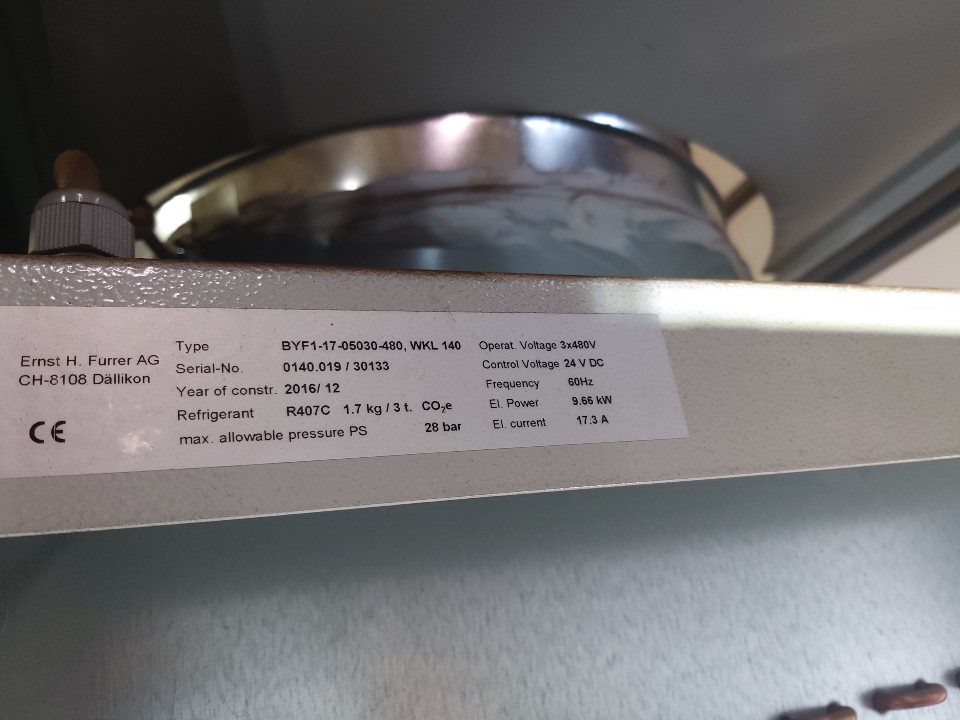 Ernst H. Furrer AG
CH-8108 Dällikon
CE
Type BYF1-17-05030-480, WKL 140
Serial-No. 0140.019 / 30133
Year of constr. 2016/ 12
Refrigerant R407C 1.7 kg / 3 t. CO₂e
max. allowable pressure PS 28 bar
Operat. Voltage 3x480V
Control Voltage 24 V DC
Frequency 60Hz
El. Power 9.66 kW
El. current 17.3 A